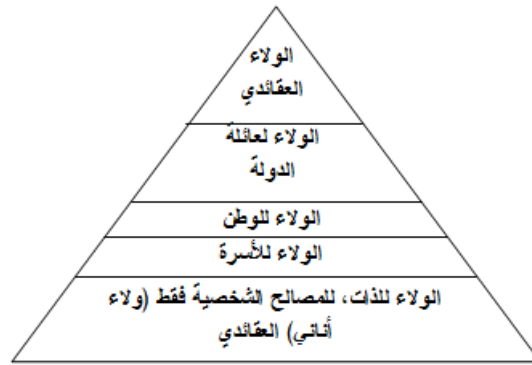 الولاء
العقائدي
الولاء لعائلة
الدولة
الولاء للوطن
الولاء للأسرة
الولاء للذات، للمصالح الشخصية فقط (ولاء
أناني) العقائدي